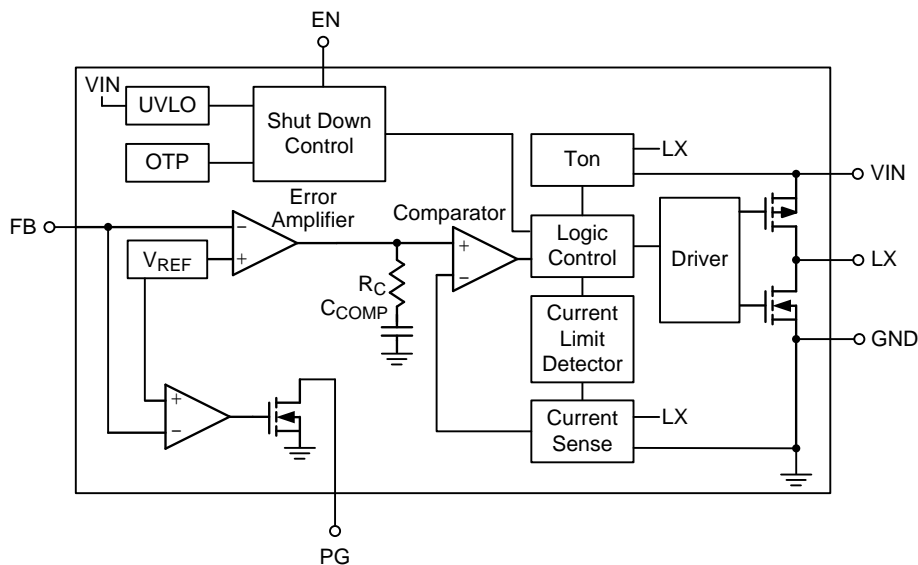 EN
VIN
UVLO
Shut Down
Control
OTP
Ton
LX
VIN
Error
Amplifier
Comparator
FB
−
+
VREF
+
−
Logic
Control
Driver
LX
RC
CCOMP
Current
Limit
Detector
GND
+
−
Current
Sense
LX
PG